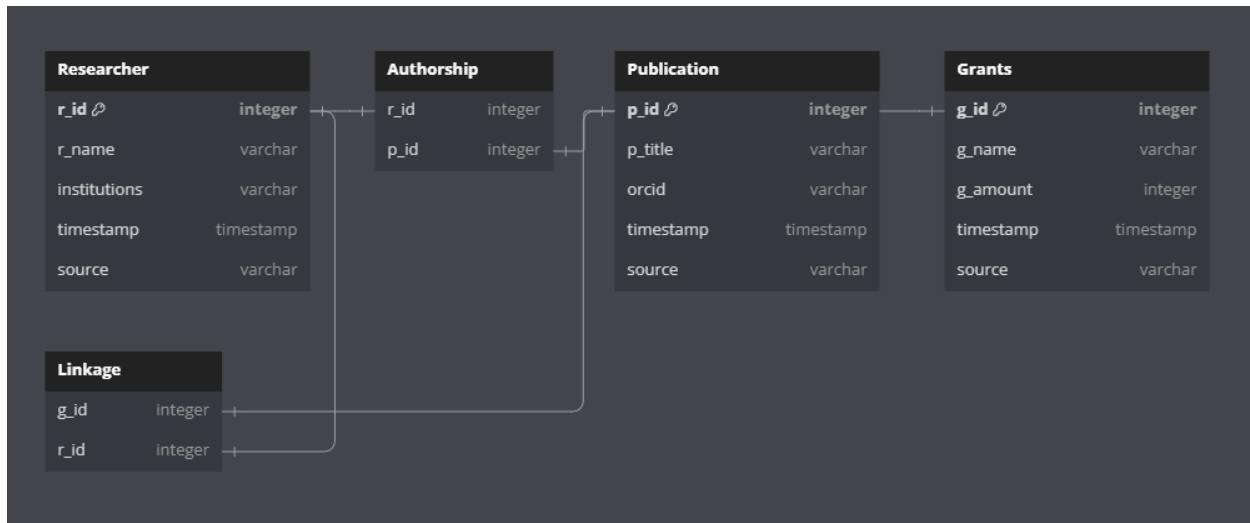 Researcher
r_id integer
r_name varchar
institutions varchar
timestamp timestamp
source varchar
Authorship
r_id integer
p_id integer
Publication
p_id integer
p_title varchar
orcid varchar
timestamp timestamp
source varchar
Grants
g_id integer
g_name varchar
g_amount integer
timestamp timestamp
source varchar
Linkage
g_id integer
r_id integer